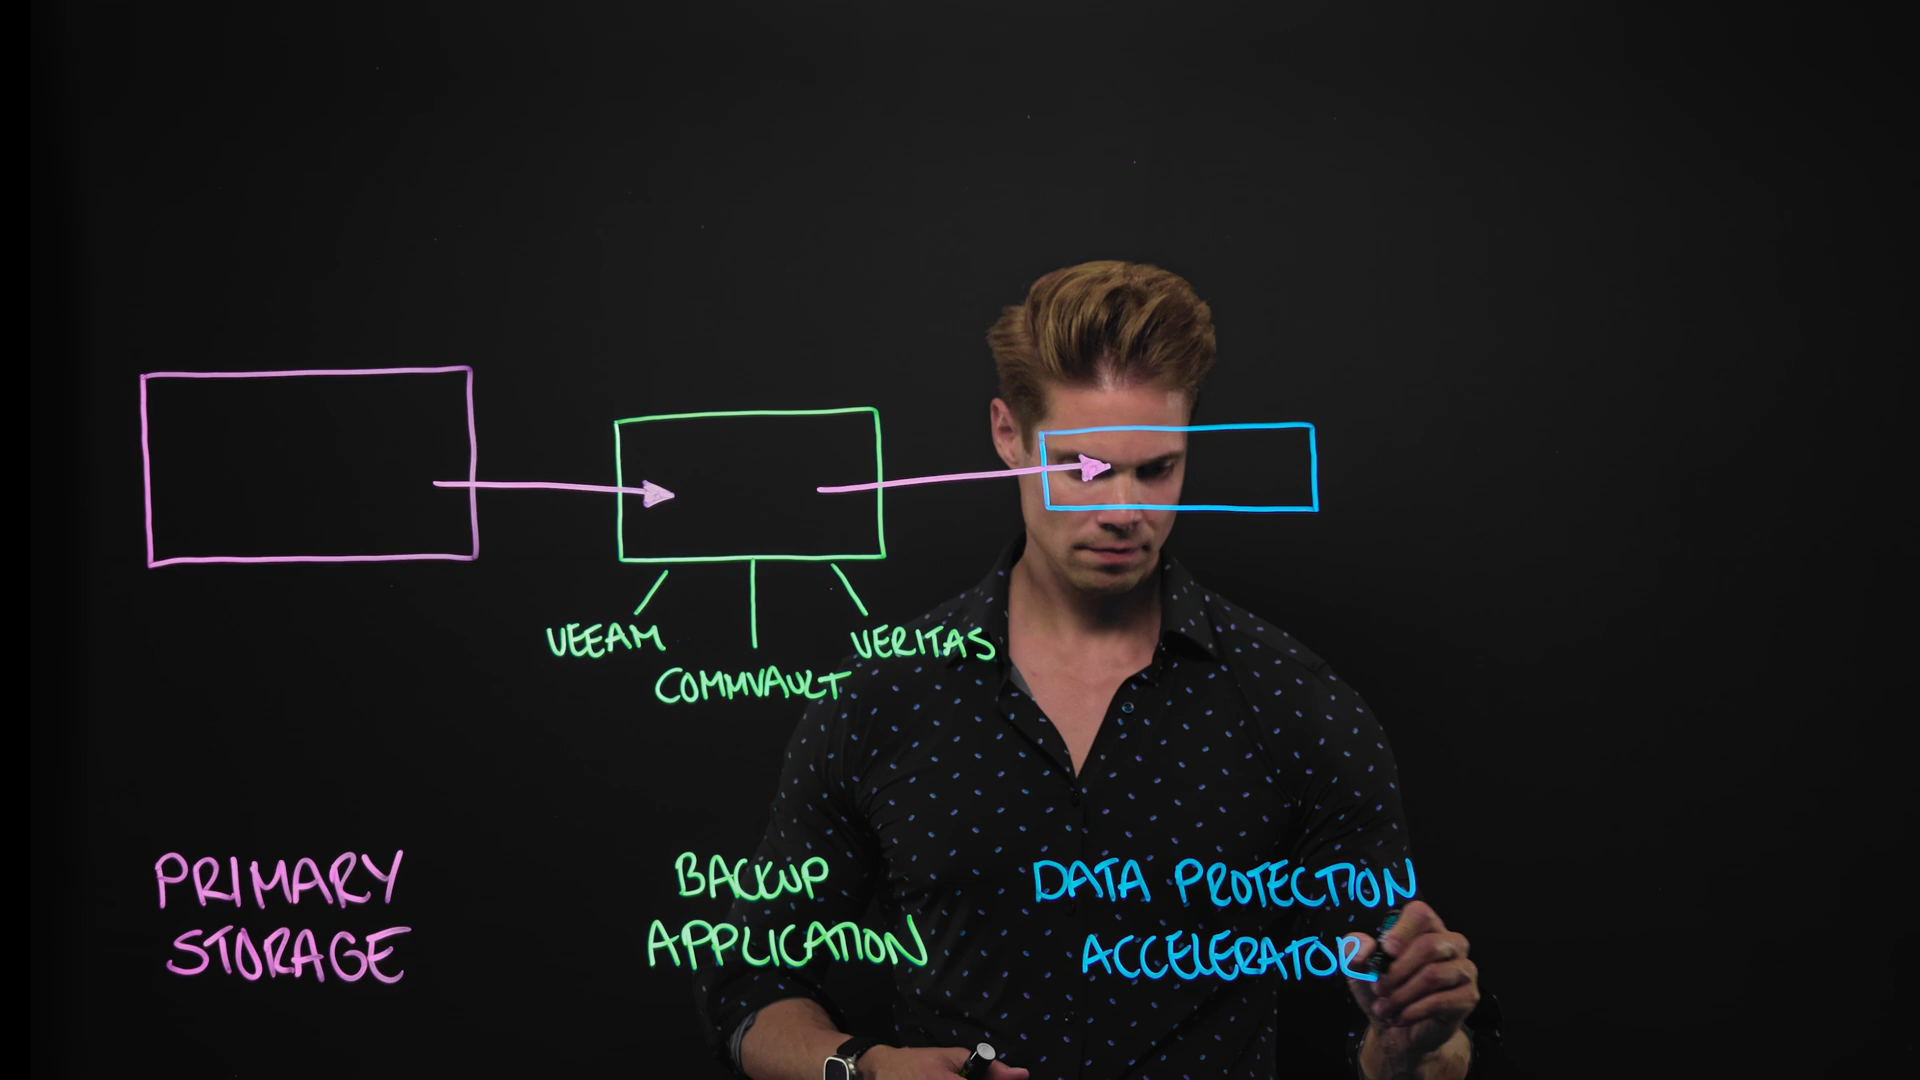 VEEAM
COMMVAULT
VERITAS
PRIMARY
STORAGE
BACKUP
APPLICATION
DATA PROTECTION
ACCELERATOR